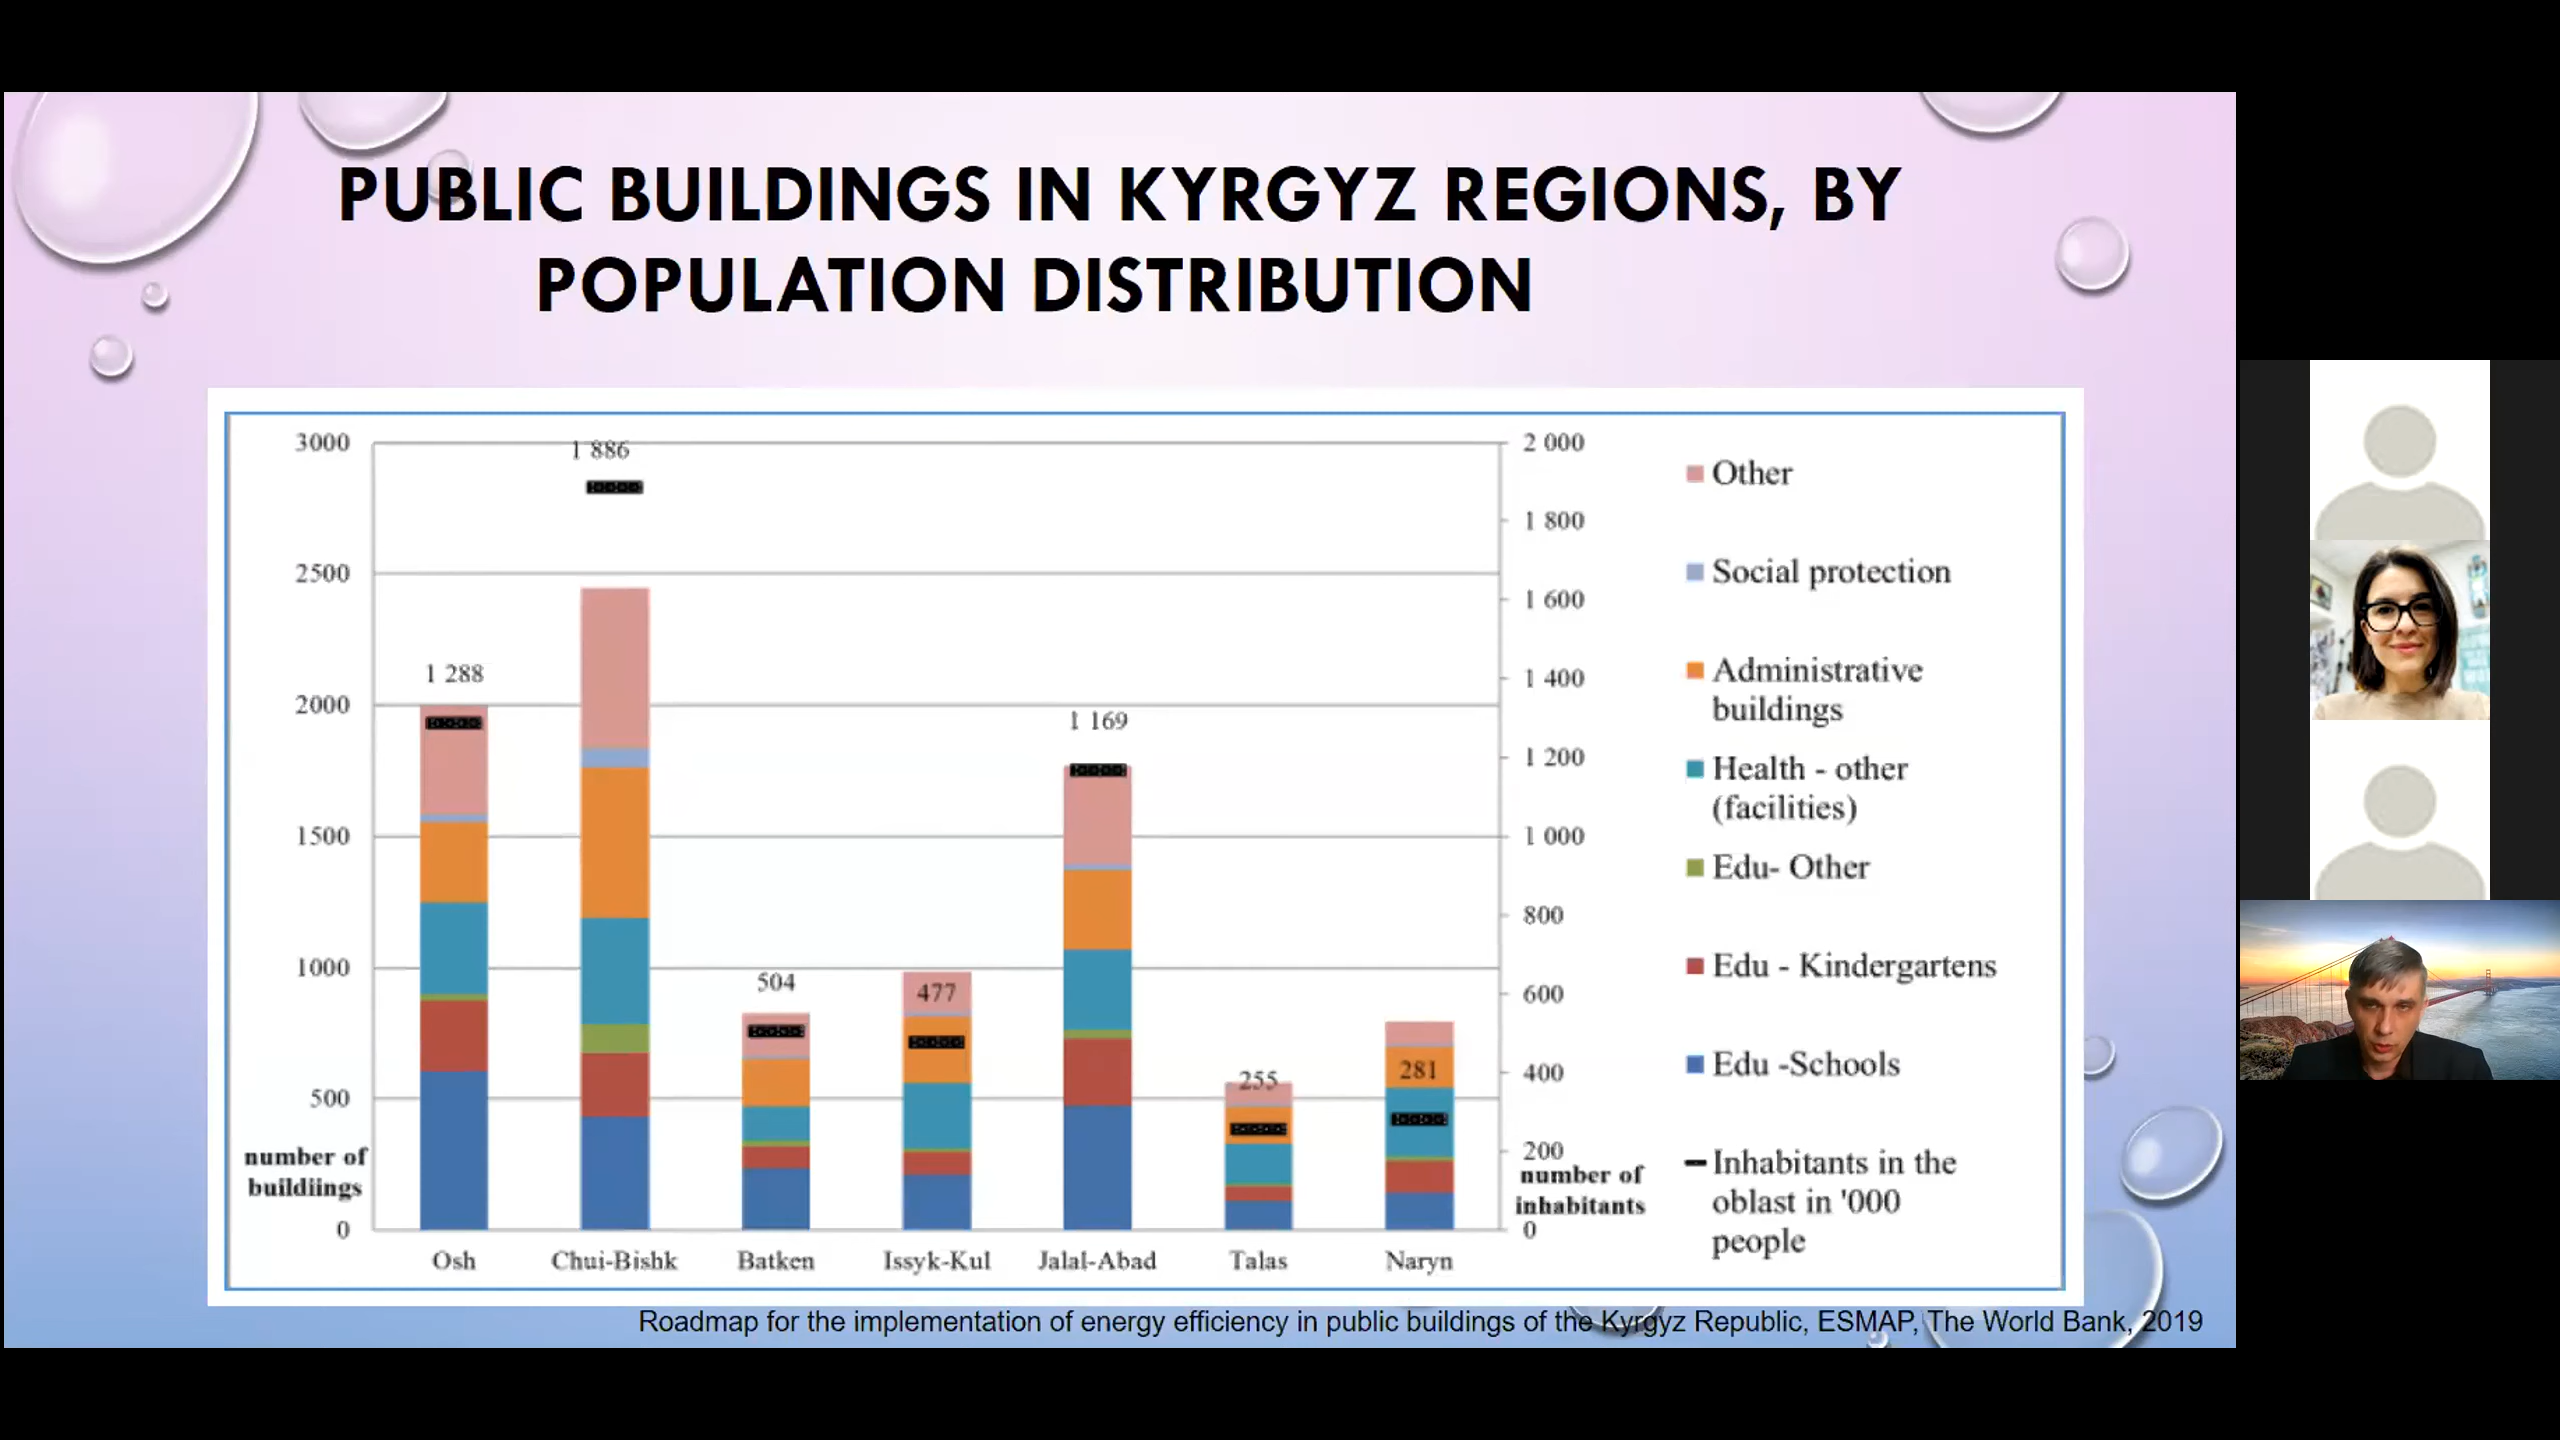 PUBLIC BUILDINGS IN KYRGYZ REGIONS, BY
POPULATION DISTRIBUTION
3000
2500
2000
1500
1000
500
number of
buildiings
0
1 288
1 886
504
477
1 169
255
281
2 000
1 800
1 600
1 400
1 200
1 000
800
600
400
200
number of
inhabitants
0
Osh
Chui-Bishk
Batken
Issyk-Kul
Jalal-Abad
Talas
Naryn
Other
Social protection
Administrative
buildings
Health - other
(facilities)
Edu- Other
Edu - Kindergartens
Edu -Schools
Inhabitants in the
oblast in '000
people
Roadmap for the implementation of energy efficiency in public buildings of the Kyrgyz Republic, ESMAP, The World Bank, 2019